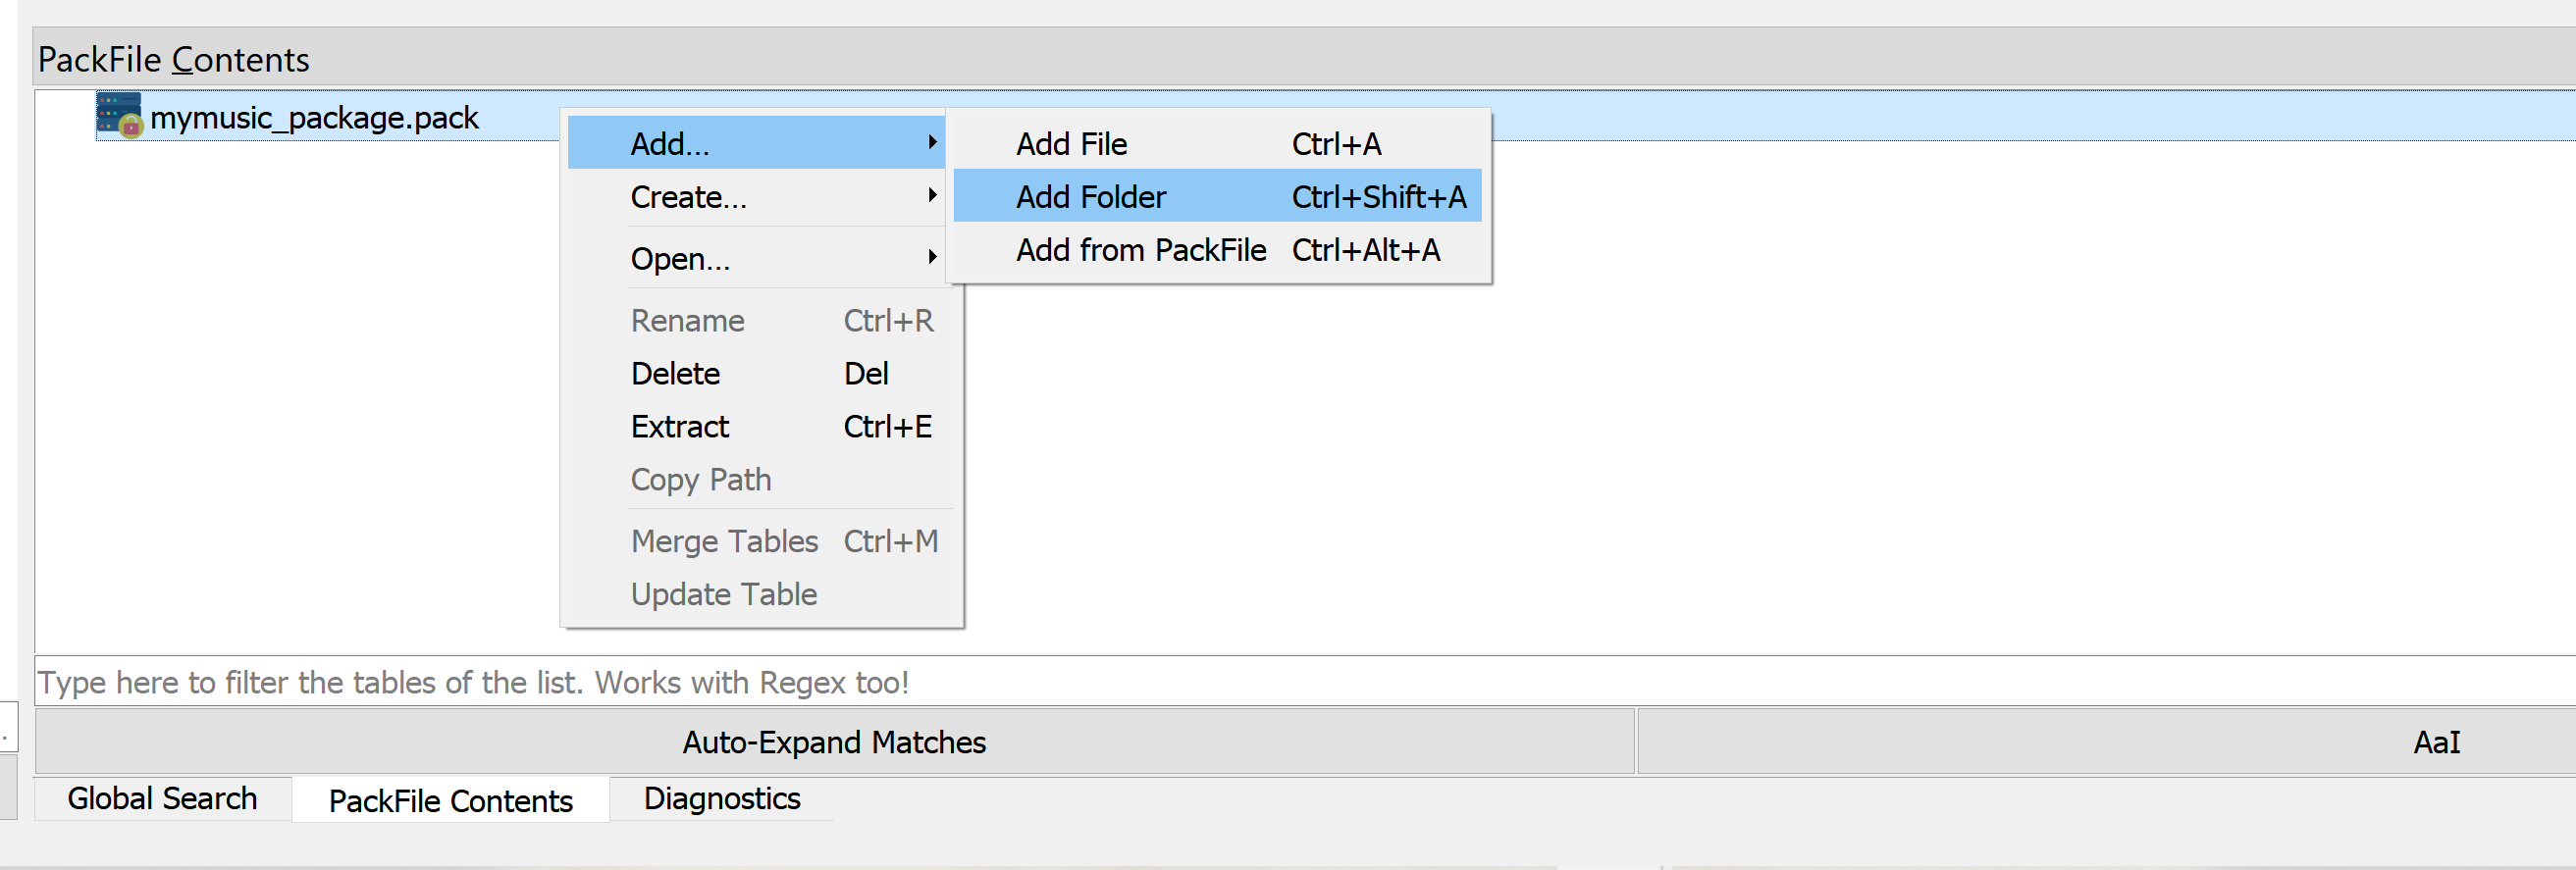 PackFile Contents
mymusic_package.pack
Add...
Create...
Open...
Rename Ctrl+R
Delete Del
Extract Ctrl+E
Copy Path
Merge Tables Ctrl+M
Update Table
Add File Ctrl+A
Add Folder Ctrl+Shift+A
Add from PackFile Ctrl+Alt+A
Type here to filter the tables of the list. Works with Regex too!
Auto-Expand Matches AaI
Global Search PackFile Contents Diagnostics